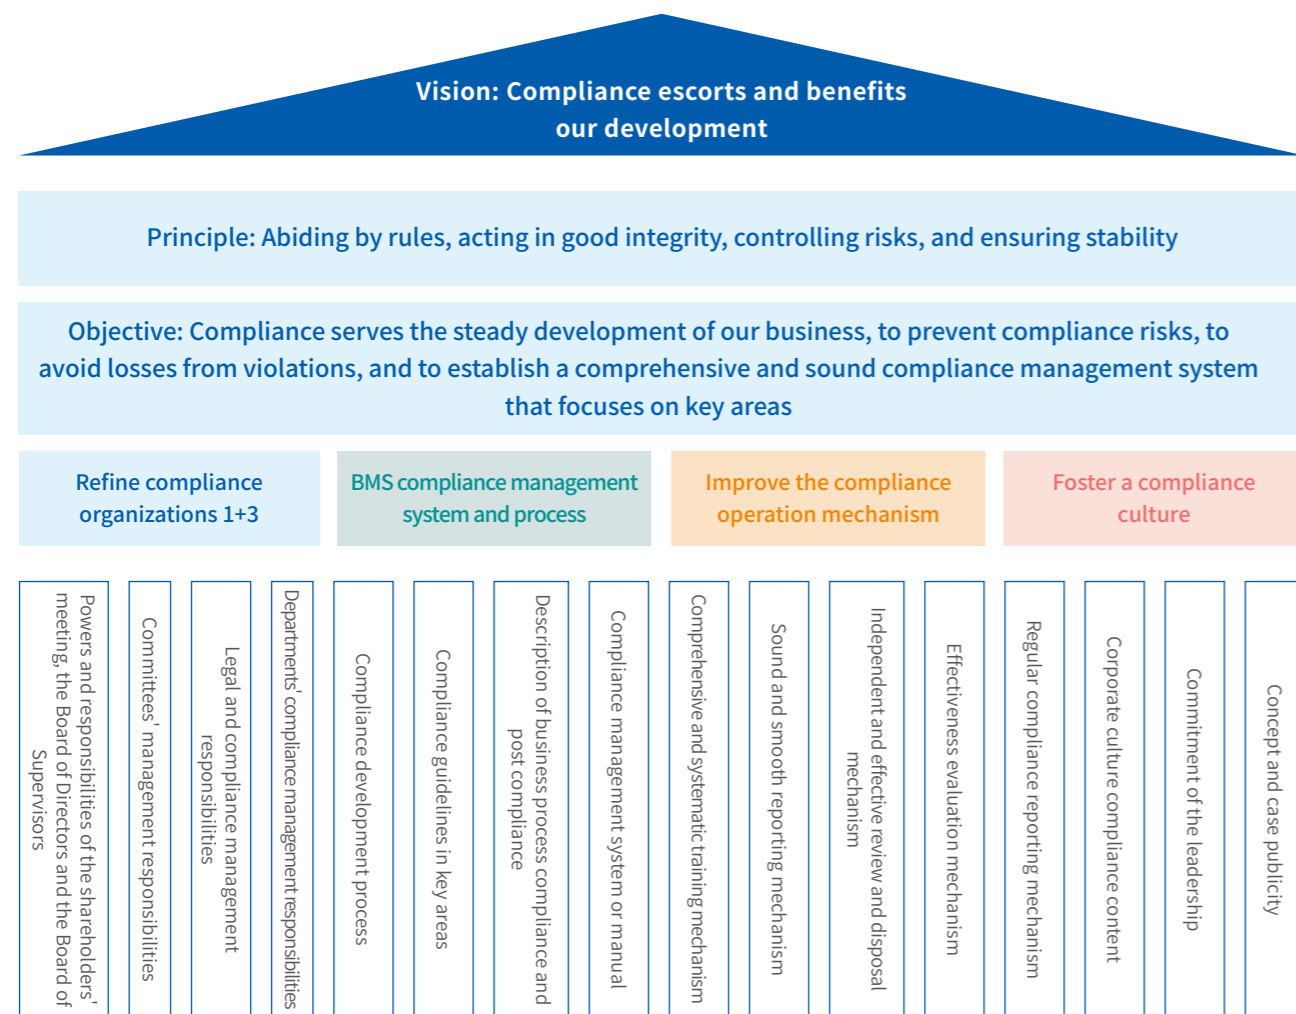 Vision: Compliance escorts and benefits
our development
Principle: Abiding by rules, acting in good integrity, controlling risks, and ensuring stability
Objective: Compliance serves the steady development of our business, to prevent compliance risks, to
avoid losses from violations, and to establish a comprehensive and sound compliance management system
that focuses on key areas
Refine compliance
organizations 1+3
BMS compliance management
system and process
Improve the compliance
operation mechanism
Foster a compliance
culture
Powers and responsibilities of the shareholders'
meeting, the Board of Directors and the Board of
Supervisors
Committees' management responsibilities
Legal and compliance management
responsibilities
Departments' compliance management responsibilities
Compliance development process
Compliance guidelines in key areas
Description of business process compliance and
post compliance
Compliance management system or manual
Comprehensive and systematic training mechanism
Sound and smooth reporting mechanism
Independent and effective review and disposal
mechanism
Effectiveness evaluation mechanism
Regular compliance reporting mechanism
Corporate culture compliance content
Commitment of the leadership
Concept and case publicity